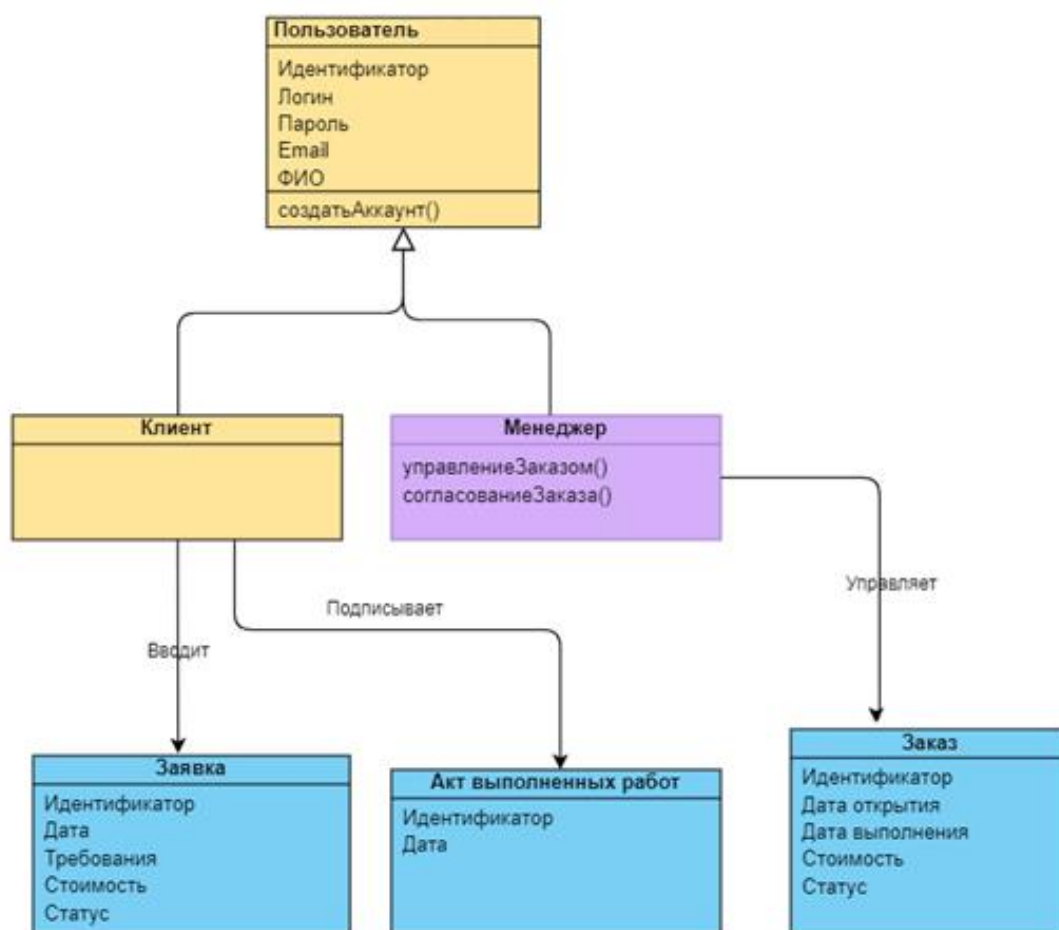 Пользователь
Идентификатор
Логин
Пароль
Email
ФИО
создатьАккаунт()
Клиент
Менеджер
управлениеЗаказом()
согласованиеЗаказа()
Управляет
Подписывает
Вводит
Заявка
Идентификатор
Дата
Требования
Стоимость
Статус
Акт выполненных работ
Идентификатор
Дата
Заказ
Идентификатор
Дата открытия
Дата выполнения
Стоимость
Статус